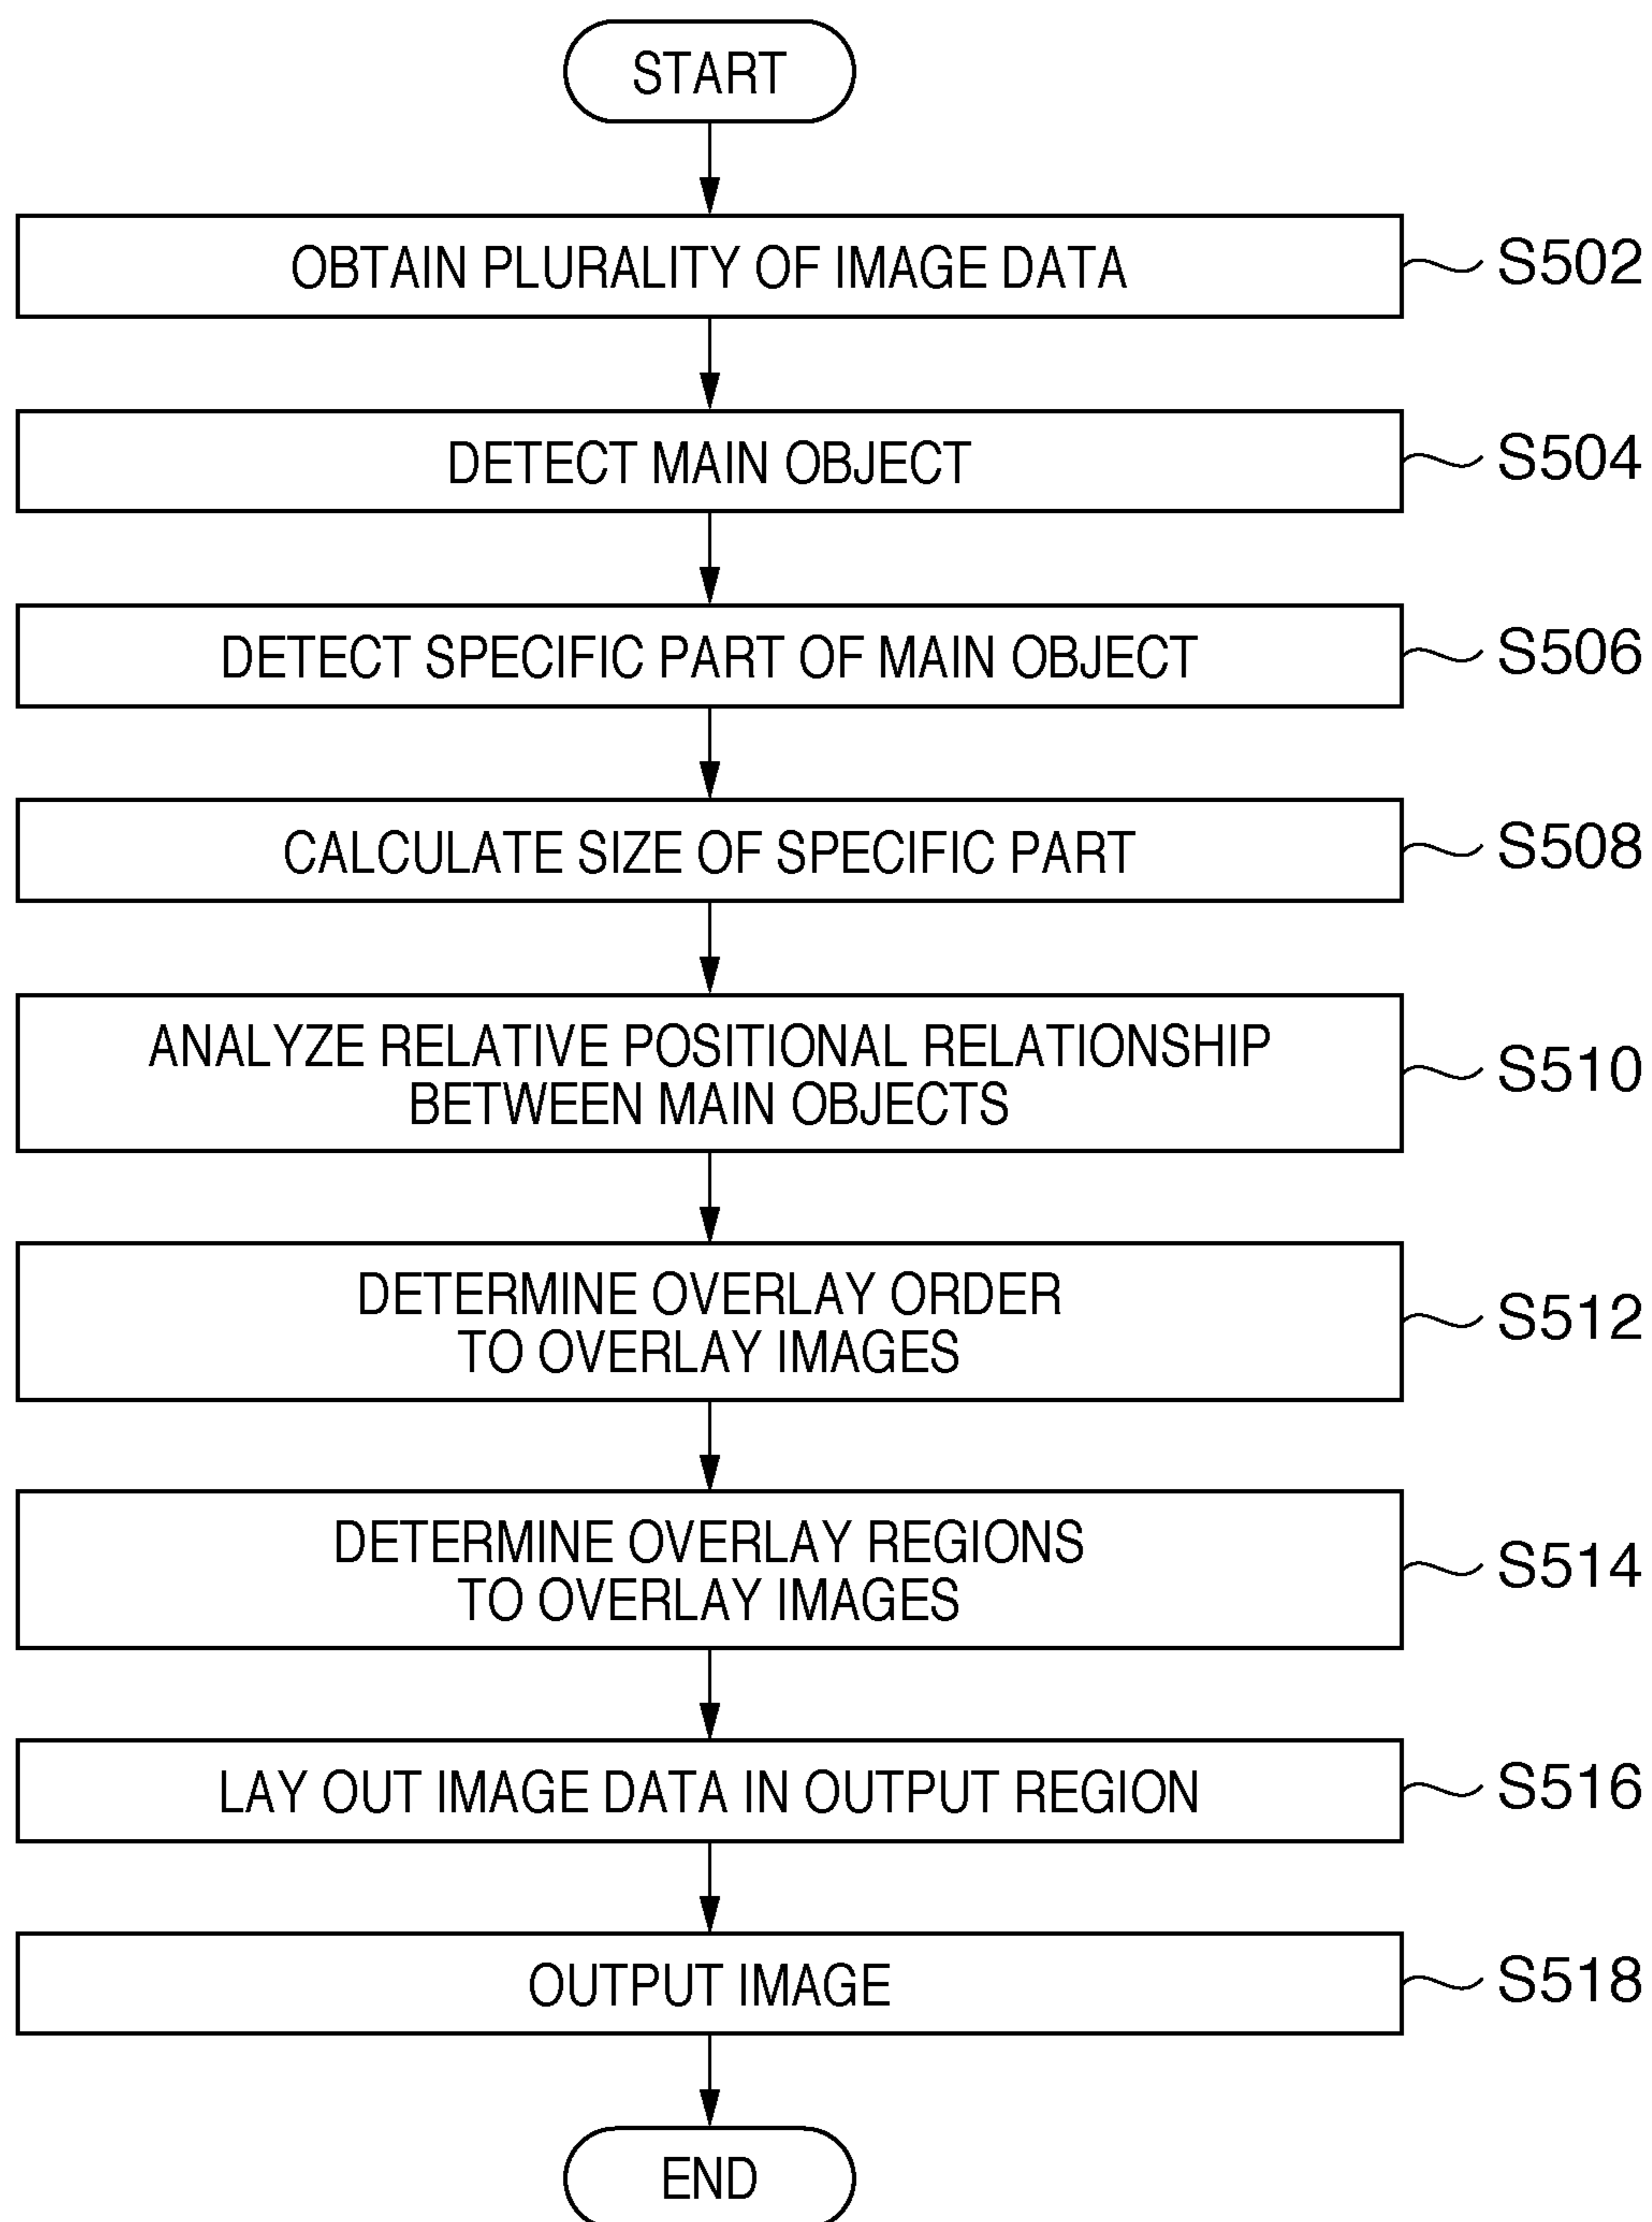 START
OBTAIN PLURALITY OF IMAGE DATA
S502
DETECT MAIN OBJECT
S504
DETECT SPECIFIC PART OF MAIN OBJECT
S506
CALCULATE SIZE OF SPECIFIC PART
S508
ANALYZE RELATIVE POSITIONAL RELATIONSHIP
BETWEEN MAIN OBJECTS
S510
DETERMINE OVERLAY ORDER
TO OVERLAY IMAGES
S512
DETERMINE OVERLAY REGIONS
TO OVERLAY IMAGES
S514
LAY OUT IMAGE DATA IN OUTPUT REGION
S516
OUTPUT IMAGE
S518
END